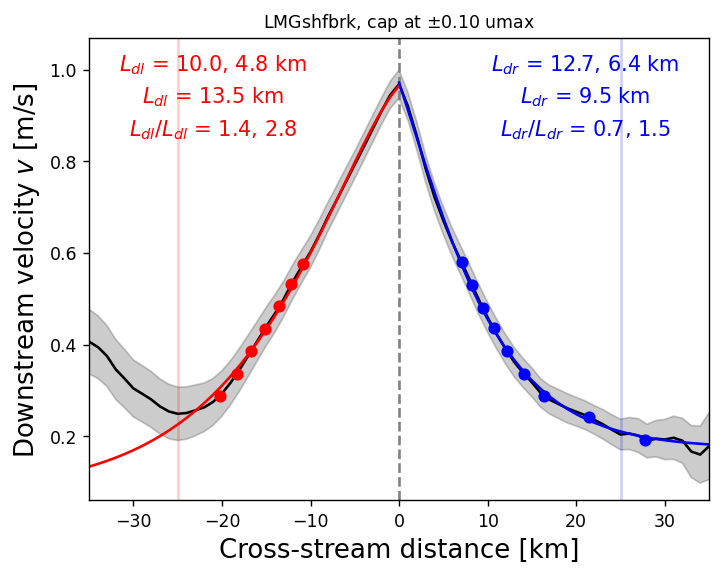 LMGshfbrk, cap at ±0.10 umax
L_dl = 10.0, 4.8 km
L_dl = 13.5 km
L_dl/L_dl = 1.4, 2.8
L_dr = 12.7, 6.4 km
L_dr = 9.5 km
L_dr/L_dr = 0.7, 1.5
Downstream velocity v [m/s]
1.0
0.8
0.6
0.4
0.2
−30
−20
−10
0
10
20
30
Cross-stream distance [km]